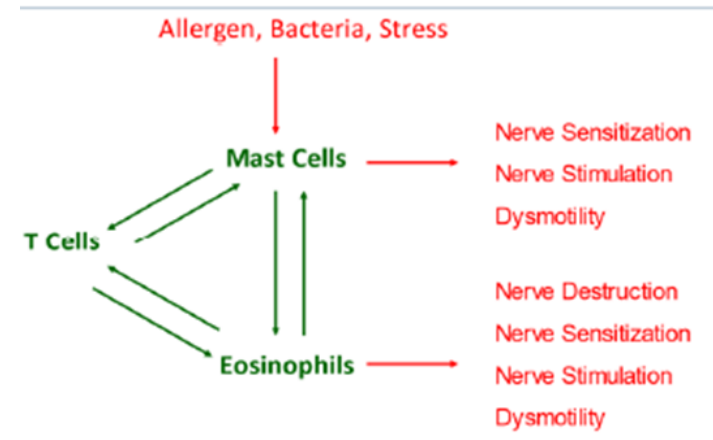 Allergen, Bacteria, Stress
Mast Cells
Nerve Sensitization
Nerve Stimulation
Dysmotility
T Cells
Eosinophils
Nerve Destruction
Nerve Sensitization
Nerve Stimulation
Dysmotility